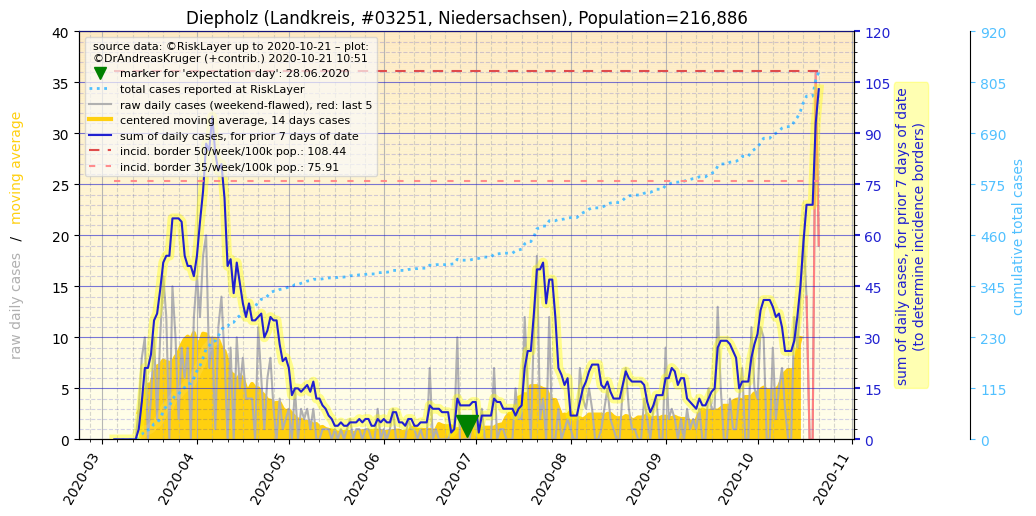 Diepholz (Landkreis, #03251, Niedersachsen), Population=216,886
source data: ©RiskLayer up to 2020-10-21 – plot:
©DrAndreasKruger (+contrib.) 2020-10-21 10:51
marker for 'expectation day': 28.06.2020
total cases reported at RiskLayer
raw daily cases (weekend-flawed), red: last 5
centered moving average, 14 days cases
sum of daily cases, for prior 7 days of date
incid. border 50/week/100k pop.: 108.44
incid. border 35/week/100k pop.: 75.91
raw daily cases / moving average
40
35
30
25
20
15
10
5
0
2020-03
2020-04
2020-05
2020-06
2020-07
2020-08
2020-09
2020-10
2020-11
120
105
90
75
60
45
30
15
0
sum of daily cases, for prior 7 days of date
(to determine incidence borders)
920
805
690
575
460
345
230
115
0
cumulative total cases